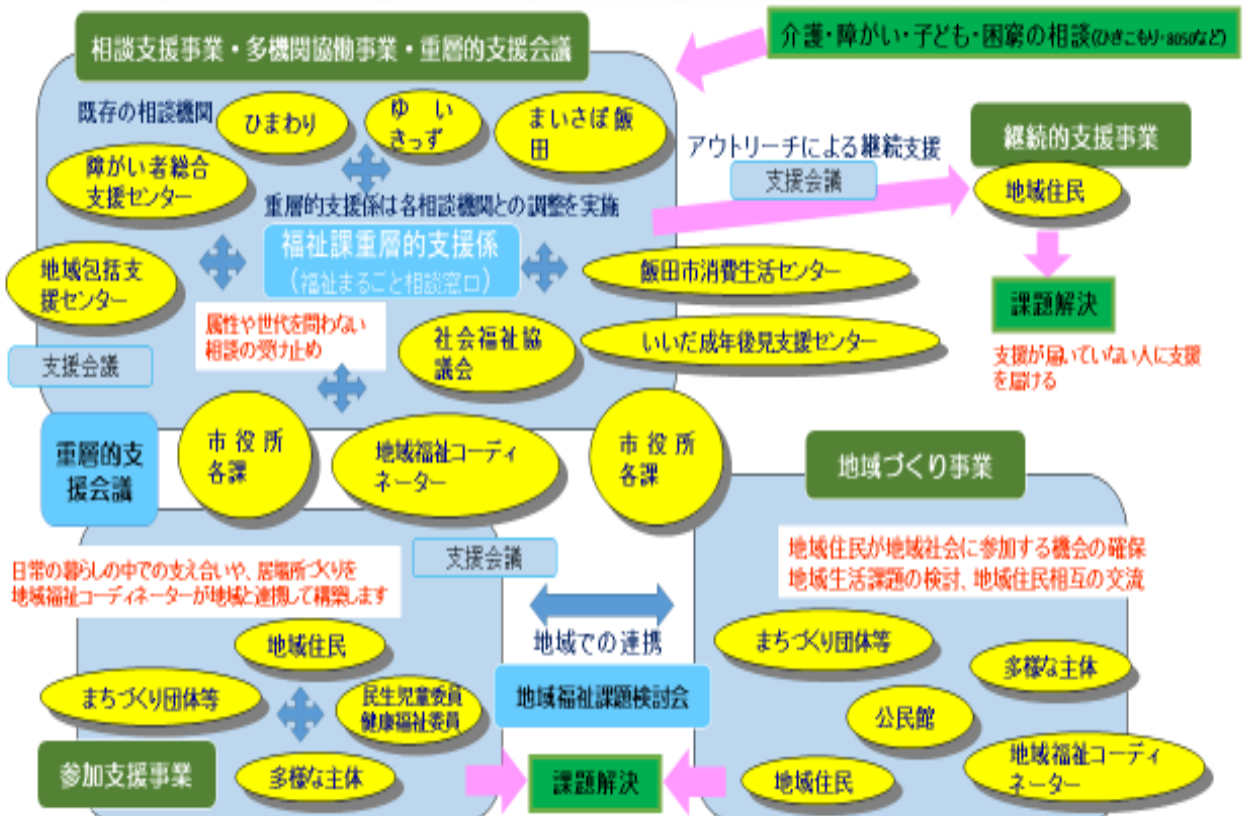 相談支援事業・多機関協働事業・重層的支援会議
介護・障がい・子ども・困窮の相談(ひきこもり・8050など)
既存の相談機関
ひまわり
ゆい
きっず
まいさぽ飯
田
障がい者総合
支援センター
アウトリーチによる継続支援
支援会議
継続的支援事業
地域住民
重層的支援係は各相談機関との調整を実施
福祉課重層的支援係
(福祉まるごと相談窓口)
地域包括支
援センター
飯田市消費生活センター
課題解決
属性や世代を問わない
相談の受け止め
社会福祉協
議会
いいだ成年後見支援センター
支援が届いていない人に支援
を届ける
支援会議
重層的支
援会議
市役所
各課
地域福祉コーディ
ネーター
市役所
各課
地域づくり事業
支援会議
日常の暮らしの中での支え合いや、居場所づくりを
地域福祉コーディネーターが地域と連携して構築します
地域住民が地域社会に参加する機会の確保
地域生活課題の検討、地域住民相互の交流
地域住民
まちづくり団体等
民生児童委員
健康福祉委員
多様な主体
参加支援事業
地域での連携
地域福祉課題検討会
課題解決
まちづくり団体等
多様な主体
公民館
地域福祉コーディ
ネーター
地域住民